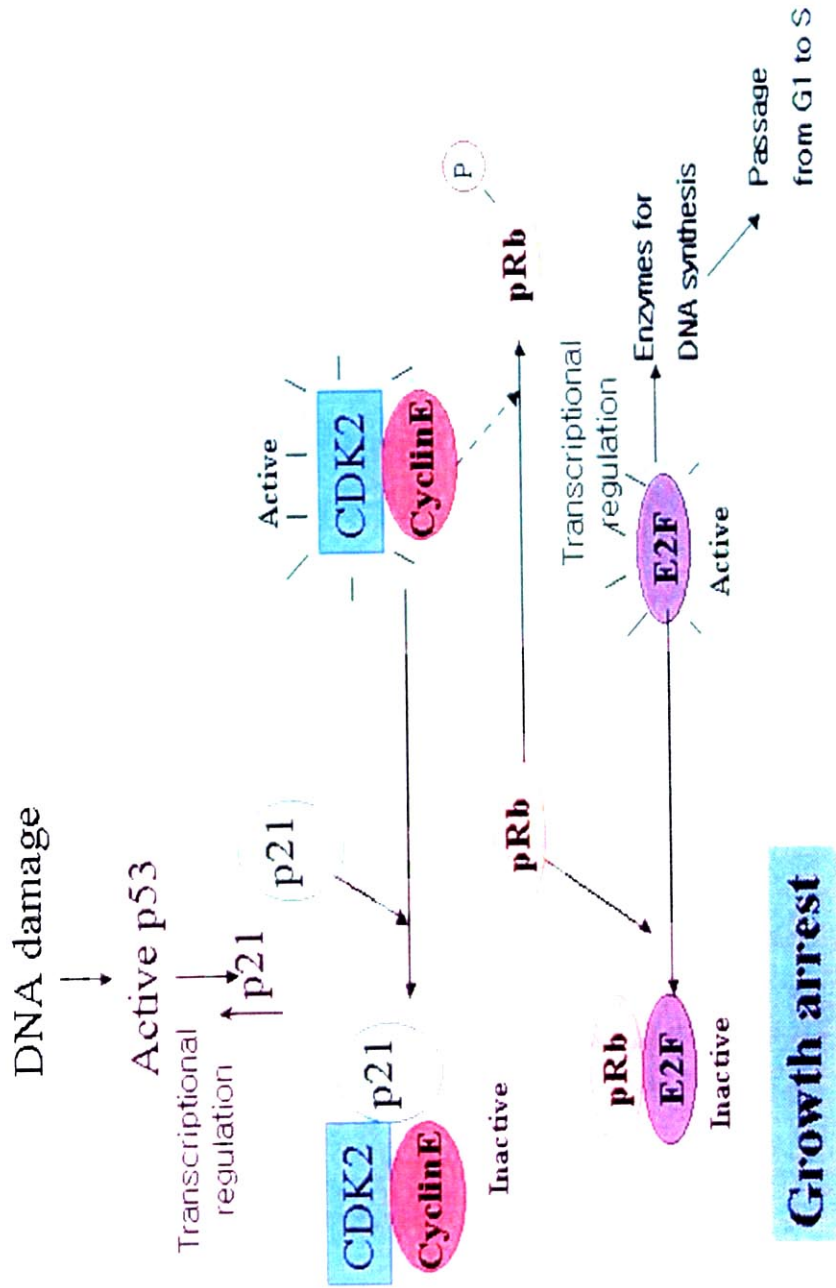 DNA damage
Active p53
Transcriptional
regulation
p21
p21
CDK2
p21
CyclinE
Inactive
Active
CDK2
CyclinE
pRb
pRb
P
Transcriptional
regulation
pRb
E2F
Inactive
E2F
Active
Enzymes for
DNA synthesis
Passage
from G1 to S
Growth arrest